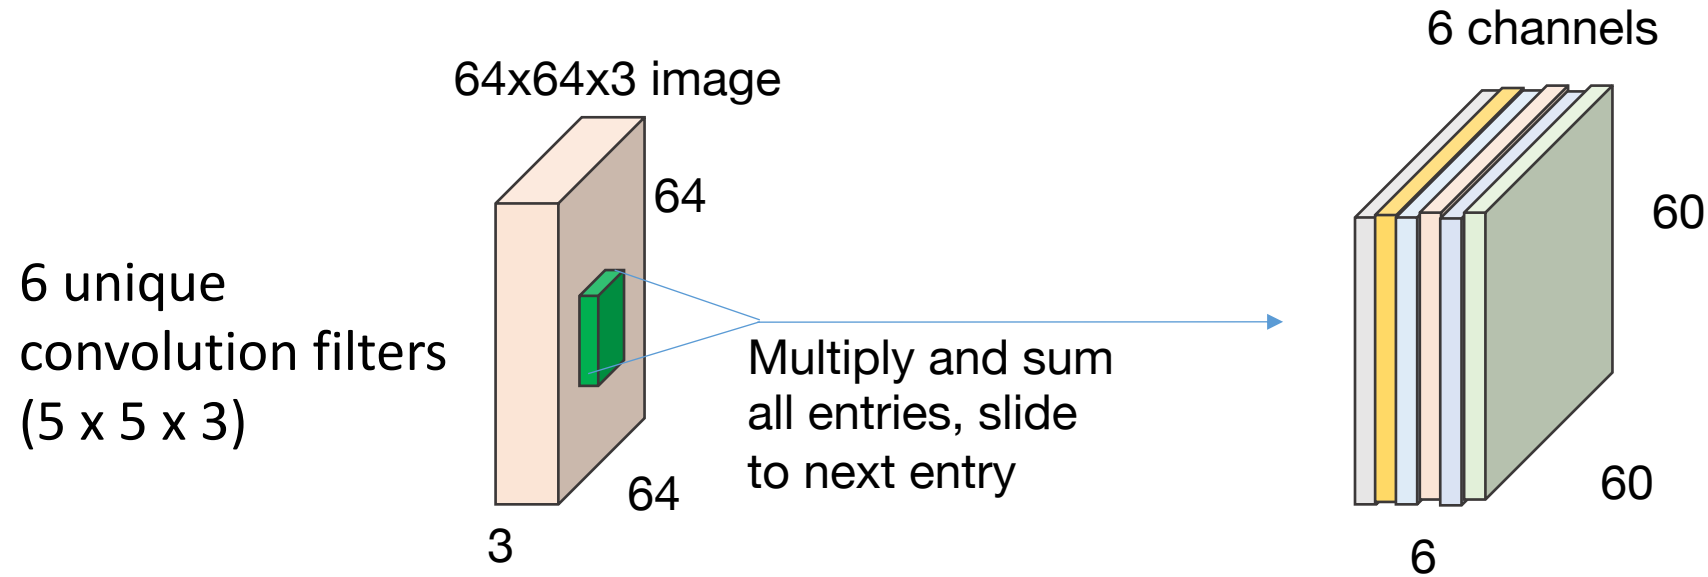 6 channels
64x64x3 image
64
60
6 unique
convolution filters
(5 x 5 x 3)
Multiply and sum
all entries, slide
to next entry
64
60
3
6